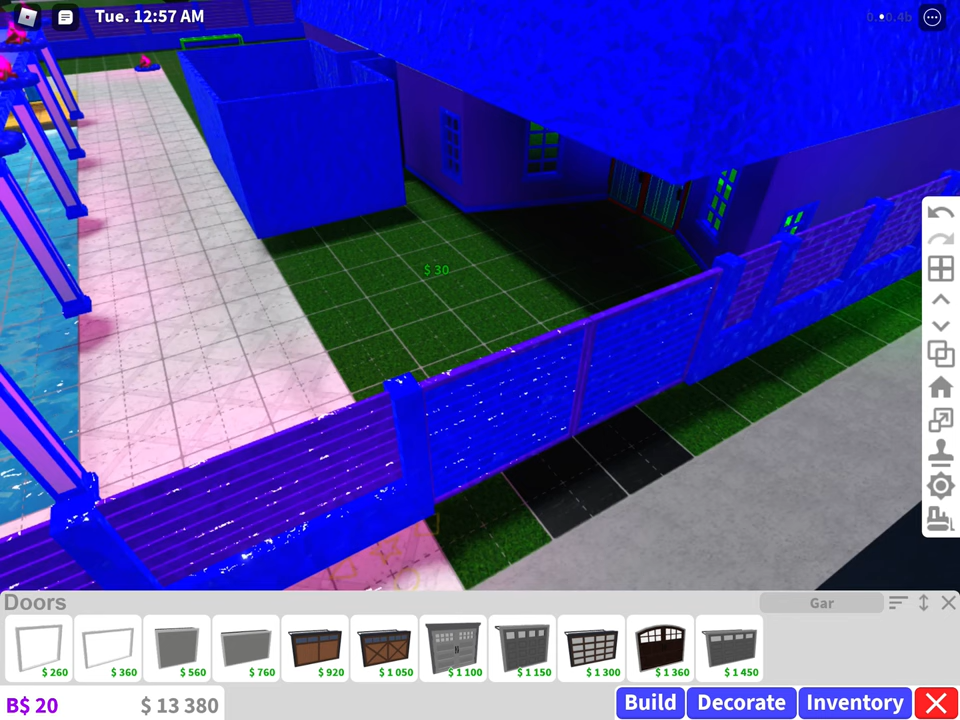 Tue. 12:57 AM
$ 30
Doors
Gar
$ 260
$ 360
$ 560
$ 760
$ 920
$ 1 050
$ 1 100
$ 1 150
$ 1 300
$ 1 360
$ 1 450
B$ 20
$ 13 380
Build
Decorate
Inventory